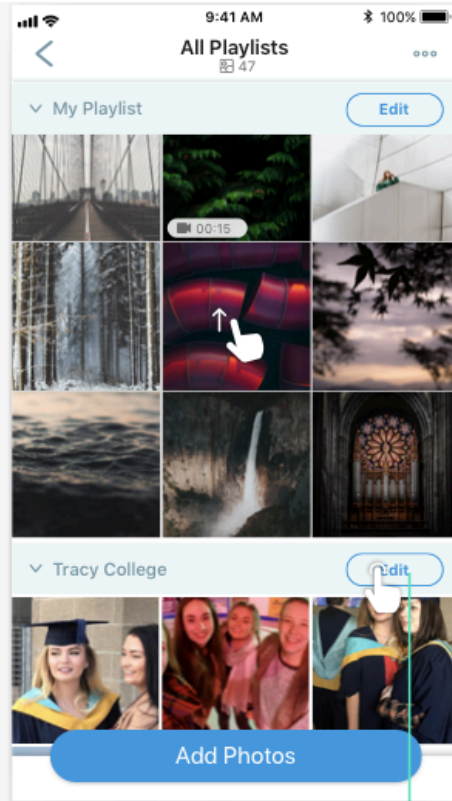 9:41 AM
100%
All Playlists
47
My Playlist
Edit
00:15
Tracy College
Edit
Add Photos